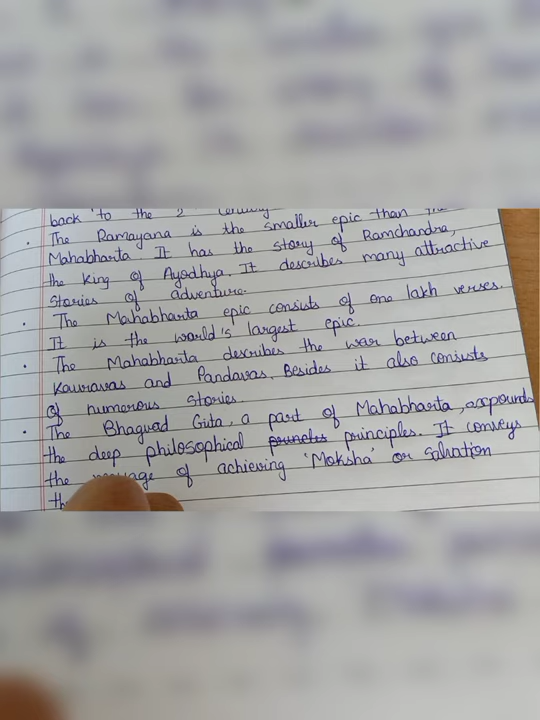 back to the 2
The Ramayana is the smaller epic than
Mahabharta It has the story of Ramchandra,
the King of Ayodhya. It describes many attractive
stories of adventure.
The Mahabharta epic consists of one lakh verses.
It is the world's largest epic.
The Mahabharta describes the war between
Kauravas and Pandavas. Besides it also consists
of numerous stories.
The Bhagvad Gita, a part of Mahabharta, expounds
the deep philosophical principles. It conveys
the message of achieving 'Moksha' or Salvation